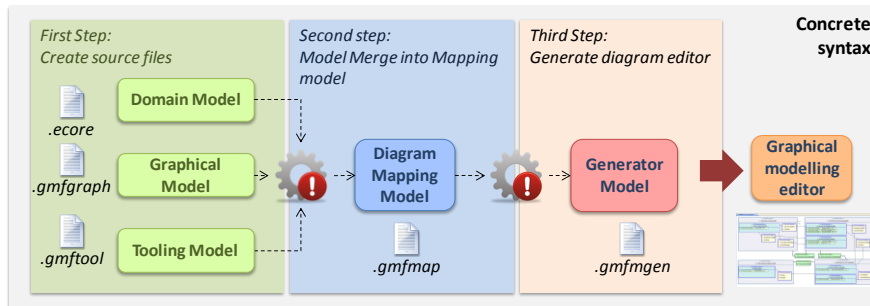 First Step:
Create source files
Domain Model
.ecore
Graphical
Model
.gmfgraph
Tooling Model
.gmftool
Second step:
Model Merge into Mapping
model
Diagram
Mapping
Model
.gmfmap
Third Step:
Generate diagram editor
Generator
Model
.gmfmgen
Concrete
syntax
Graphical
modelling
editor